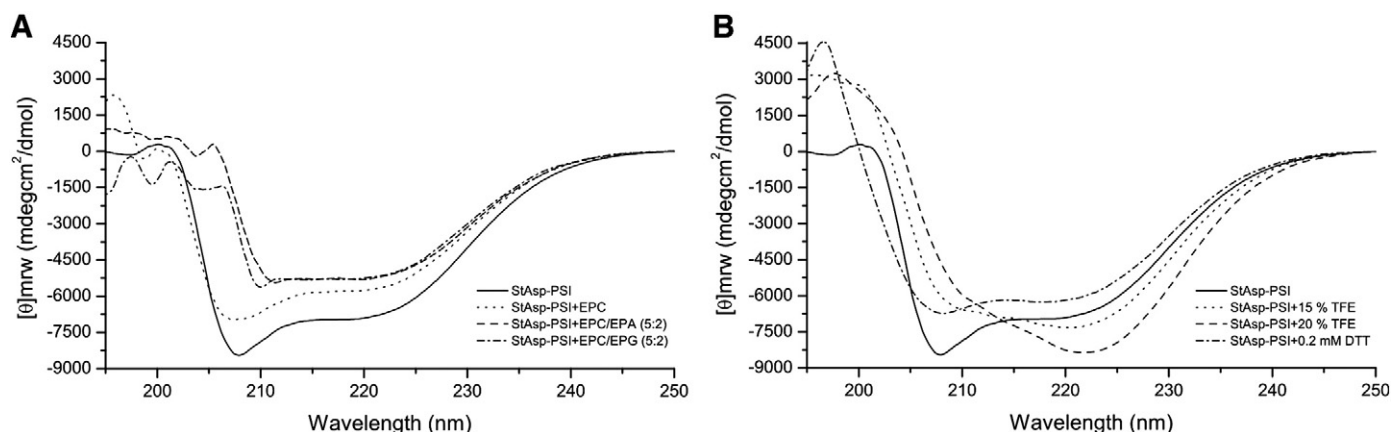 A
[θ]mrw (mdegcm²/dmol)
4500
3000
1500
0
-1500
-3000
-4500
-6000
-7500
-9000
StAsp-PSI
StAsp-PSI+EPC
StAsp-PSI+EPC/EPA (5:2)
StAsp-PSI+EPC/EPG (5:2)
200 210 220 230 240 250
Wavelength (nm)
B
[θ]mrw (mdegcm²/dmol)
4500
3000
1500
0
-1500
-3000
-4500
-6000
-7500
-9000
StAsp-PSI
StAsp-PSI+15 % TFE
StAsp-PSI+20 % TFE
StAsp-PSI+0.2 mM DTT
200 210 220 230 240 250
Wavelength (nm)